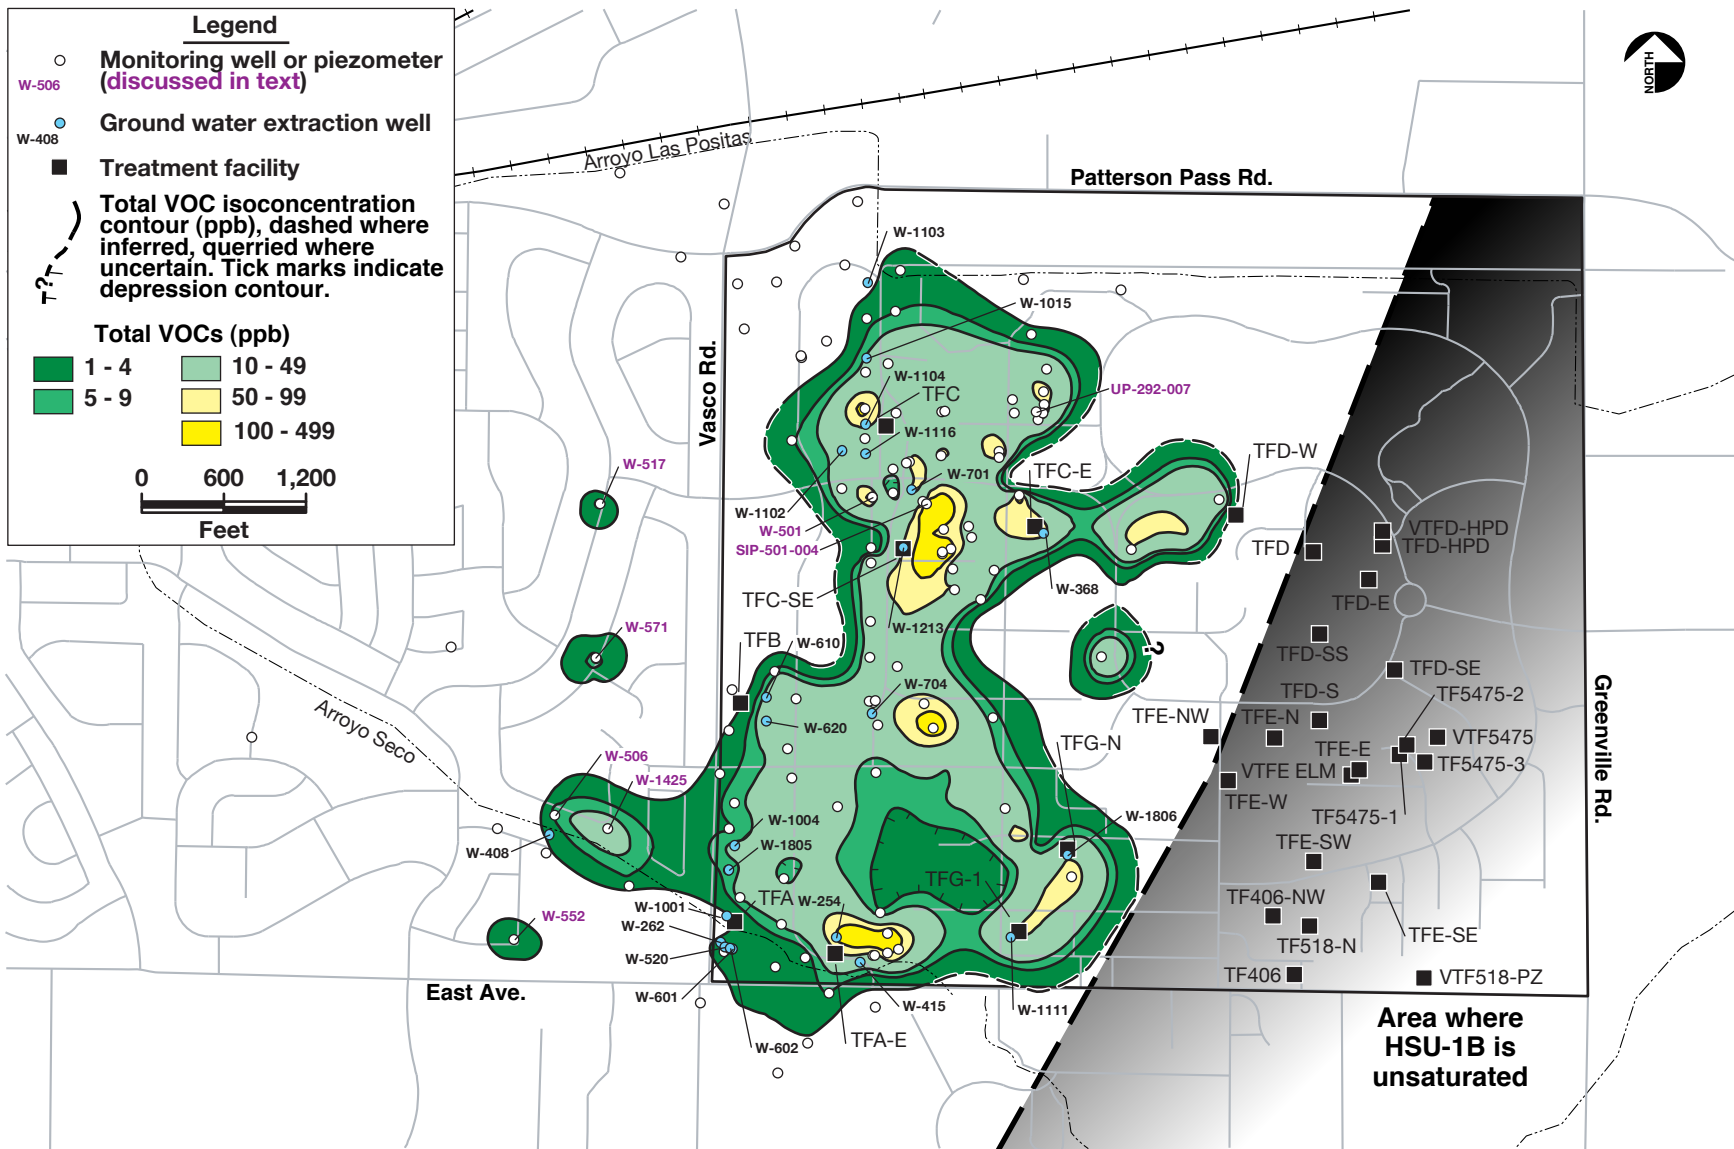 Legend
Monitoring well or piezometer
(discussed in text)
W-506
Ground water extraction well
W-408
Treatment facility
Total VOC isoconcentration
contour (ppb), dashed where
inferred, querried where
uncertain. Tick marks indicate
depression contour.
?
Total VOCs (ppb)
1 - 4
10 - 49
5 - 9
50 - 99
100 - 499
0 600 1,200
Feet
NORTH
Arroyo Las Positas
Patterson Pass Rd.
Vasco Rd.
Greenville Rd.
East Ave.
Arroyo Seco
W-1103
W-1015
W-1104
TFC
UP-292-007
W-1116
W-517
W-701
TFC-E
TFD-W
W-1102
W-501
SIP-501-004
VTFD-HPD
TFD
TFD-HPD
TFC-SE
W-368
TFD-E
W-571
TFB
W-610
W-1213
?
TFD-SS
TFD-SE
W-704
TFD-S
TF5475-2
TFE-NW
TFE-N
W-620
TFG-N
VTF5475
TFE-E
W-506
W-1425
VTFE ELM
TF5475-3
TFE-W
TF5475-1
W-1004
W-1806
W-408
W-1805
TFE-SW
TFG-1
TFA
W-254
TF406-NW
W-1001
W-552
W-262
TFE-SE
TF518-N
W-520
TF406
VTF518-PZ
W-601
W-415
W-1111
W-602
TFA-E
Area where
HSU-1B is
unsaturated